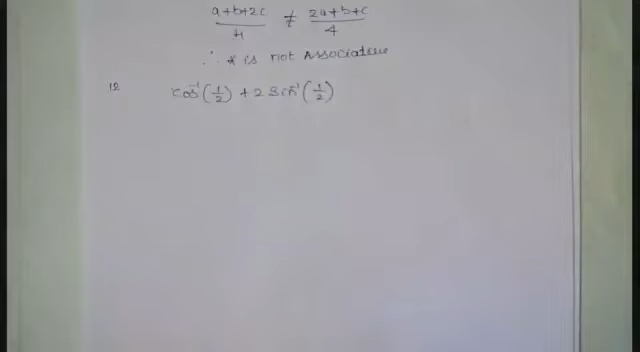 a+b+2c/4 ≠ 2a+b+c/4
∴ * is not Associative
12 cos⁻¹(1/2) + 2 sin⁻¹(1/2)